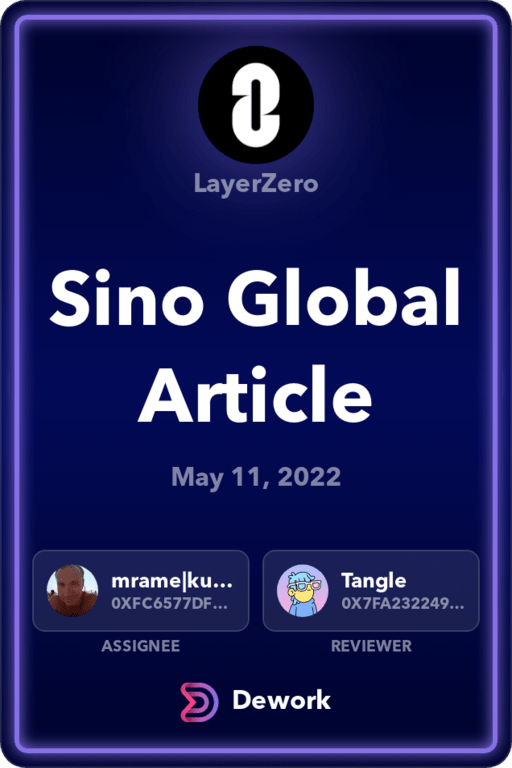 LayerZero
Sino Global
Article
May 11, 2022
mrame|ku...
0XFC6577DF...
ASSIGNEE
Tangle
0X7FA232249...
REVIEWER
Dework